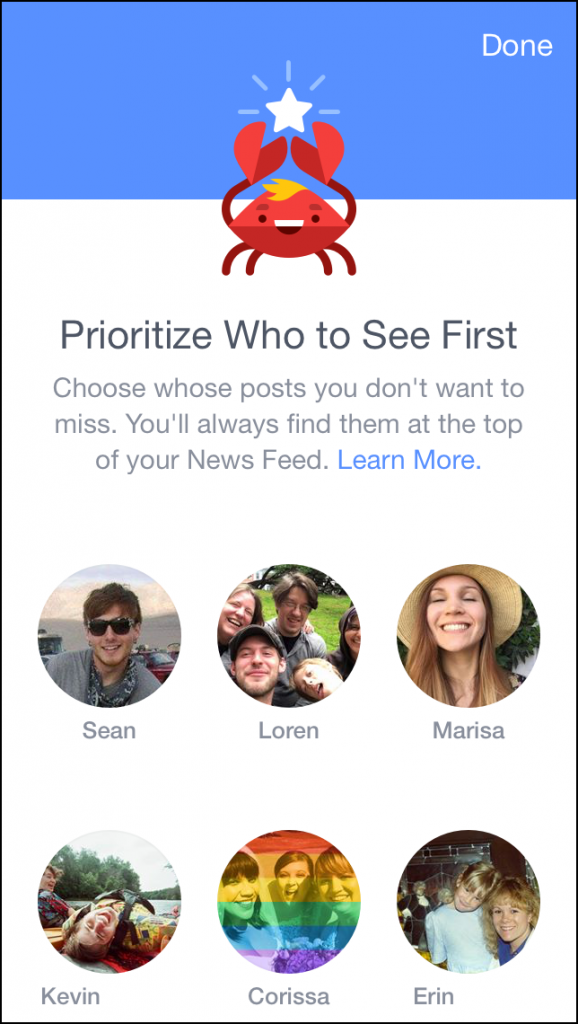 Done
Prioritize Who to See First
Choose whose posts you don't want to
miss. You'll always find them at the top
of your News Feed. Learn More.
Sean
Loren
Marisa
Kevin
Corissa
Erin